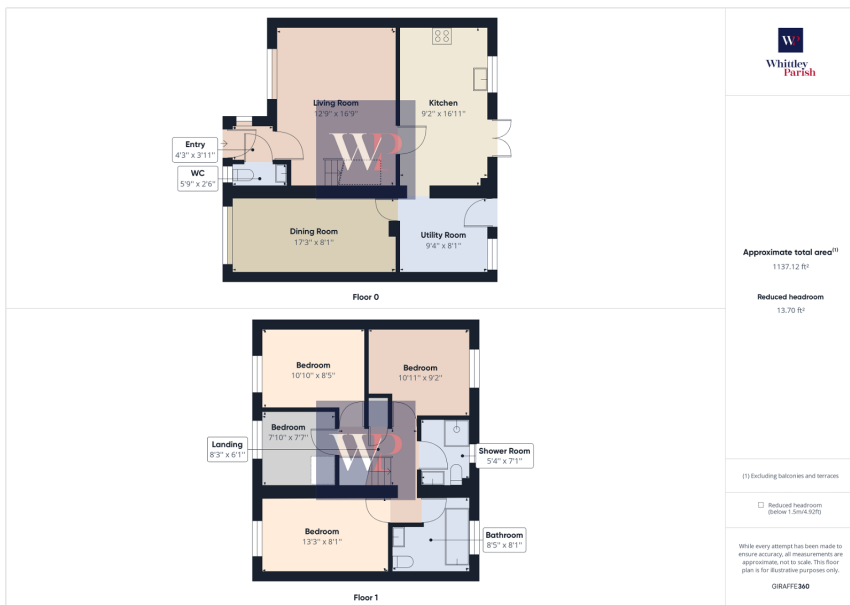 Living Room
12'9" x 16'9"
Kitchen
9'2" x 16'11"
Entry
4'3" x 3'11"
WC
5'9" x 2'6"
WP
Dining Room
17'3" x 8'1"
Utility Room
9'4" x 8'1"
Floor 0
Bedroom
10'10" x 8'5"
Bedroom
10'11" x 9'2"
Bedroom
7'10" x 7'7"
Landing
8'3" x 6'1"
WP
Shower Room
5'4" x 7'1"
Bedroom
13'3" x 8'1"
Bathroom
8'5" x 8'1"
Floor 1
WP
Whittley
Parish
Approximate total area(1)
1137.12 ft²
Reduced headroom
13.70 ft²
(1) Excluding balconies and terraces
Reduced headroom
(below 1.5m/4.92ft)
While every attempt has been made to
ensure accuracy, all measurements are
approximate, not to scale. This floor
plan is for illustrative purposes only.
GIRAFFE360